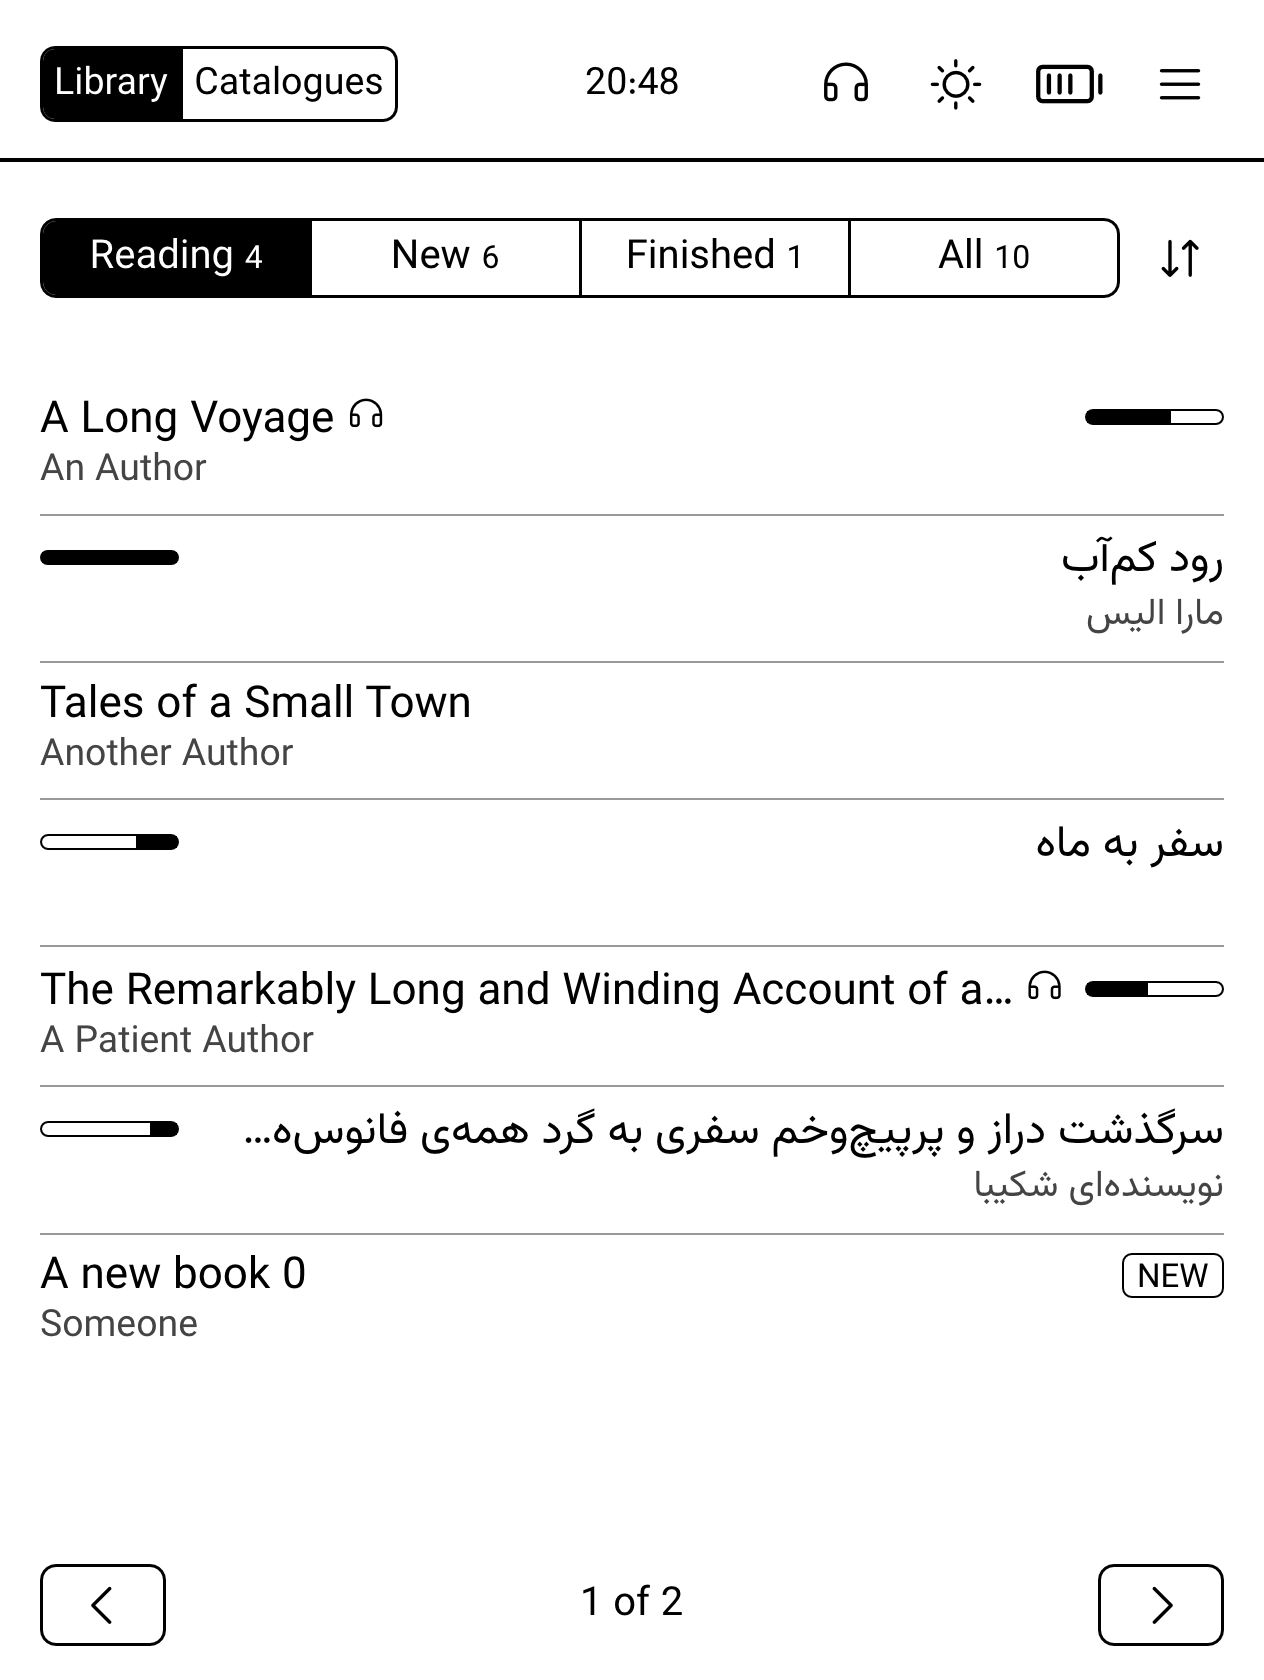 Library Catalogues 20:48
Reading 4 New 6 Finished 1 All 10
A Long Voyage
An Author
رود کم‌آب
مارا الیس
Tales of a Small Town
Another Author
سفر به ماه
The Remarkably Long and Winding Account of a…
A Patient Author
سرگذشت دراز و پرپیچ‌وخم سفری به گرد همه‌ی فانوس‌ه…
نویسنده‌ای شکیبا
A new book 0 NEW
Someone
1 of 2